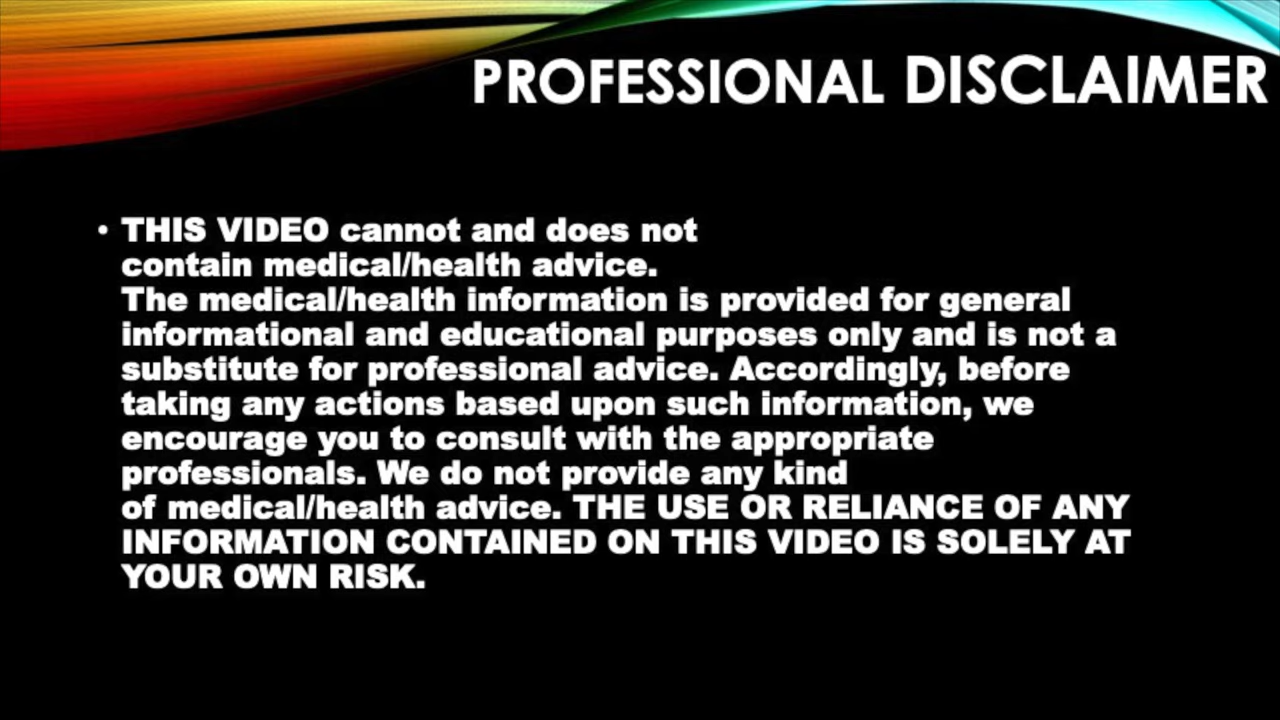 PROFESSIONAL DISCLAIMER
• THIS VIDEO cannot and does not
contain medical/health advice.
The medical/health information is provided for general
informational and educational purposes only and is not a
substitute for professional advice. Accordingly, before
taking any actions based upon such information, we
encourage you to consult with the appropriate
professionals. We do not provide any kind
of medical/health advice. THE USE OR RELIANCE OF ANY
INFORMATION CONTAINED ON THIS VIDEO IS SOLELY AT
YOUR OWN RISK.